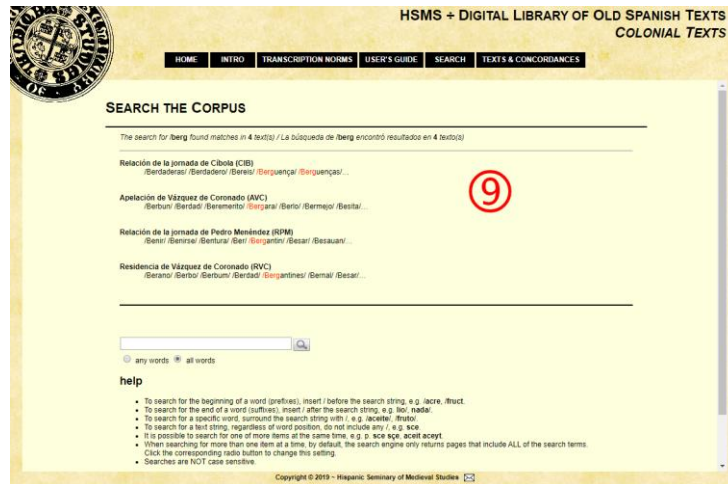 HSMS ÷ DIGITAL LIBRARY OF OLD SPANISH TEXTS
COLONIAL TEXTS
HOME INTRO TRANSCRIPTION NORMS USER'S GUIDE SEARCH TEXTS & CONCORDANCES
SEARCH THE CORPUS
The search for /berg found matches in 4 text(s) / La búsqueda de /berg encontró resultados en 4 texto(s)
Relación de la jornada de Cíbola (CIB)
/Berdaderas/ /Berdadero/ /Bereis/ /Berguença/ /Berguenças/...
Apelación de Vázquez de Coronado (AVC)
/Berbun/ /Berdad/ /Beremerito/ /Bergara/ /Berlo/ /Bermejo/ /Besita/...
Relación de la jornada de Pedro Menéndez (RPM)
/Benir/ /Benirse/ /Bentura/ /Ber/ /Bergantin/ /Besar/ /Besauan/...
Residencia de Vázquez de Coronado (RVC)
/Berano/ /Berbo/ /Berbum/ /Berdad/ /Bergantines/ /Bernal/ /Besar/...
9
any words all words
help
To search for the beginning of a word (prefixes), insert / before the search string, e.g. /acre, /fruct.
To search for the end of a word (suffixes), insert / after the search string, e.g. lio/, nada/.
To search for a specific word, surround the search string with /, e.g. /aceite/, /fruto/.
To search for a text string, regardless of word position, do not include any /, e.g. sce.
It is possible to search for one of more items at the same time, e.g. p. sce sçe, aceit aceyt.
When searching for more than one item at a time, by default, the search engine only returns pages that include ALL of the search terms.
Click the corresponding radio button to change this setting.
Searches are NOT case sensitive.
Copyright © 2019 ~ Hispanic Seminary of Medieval Studies